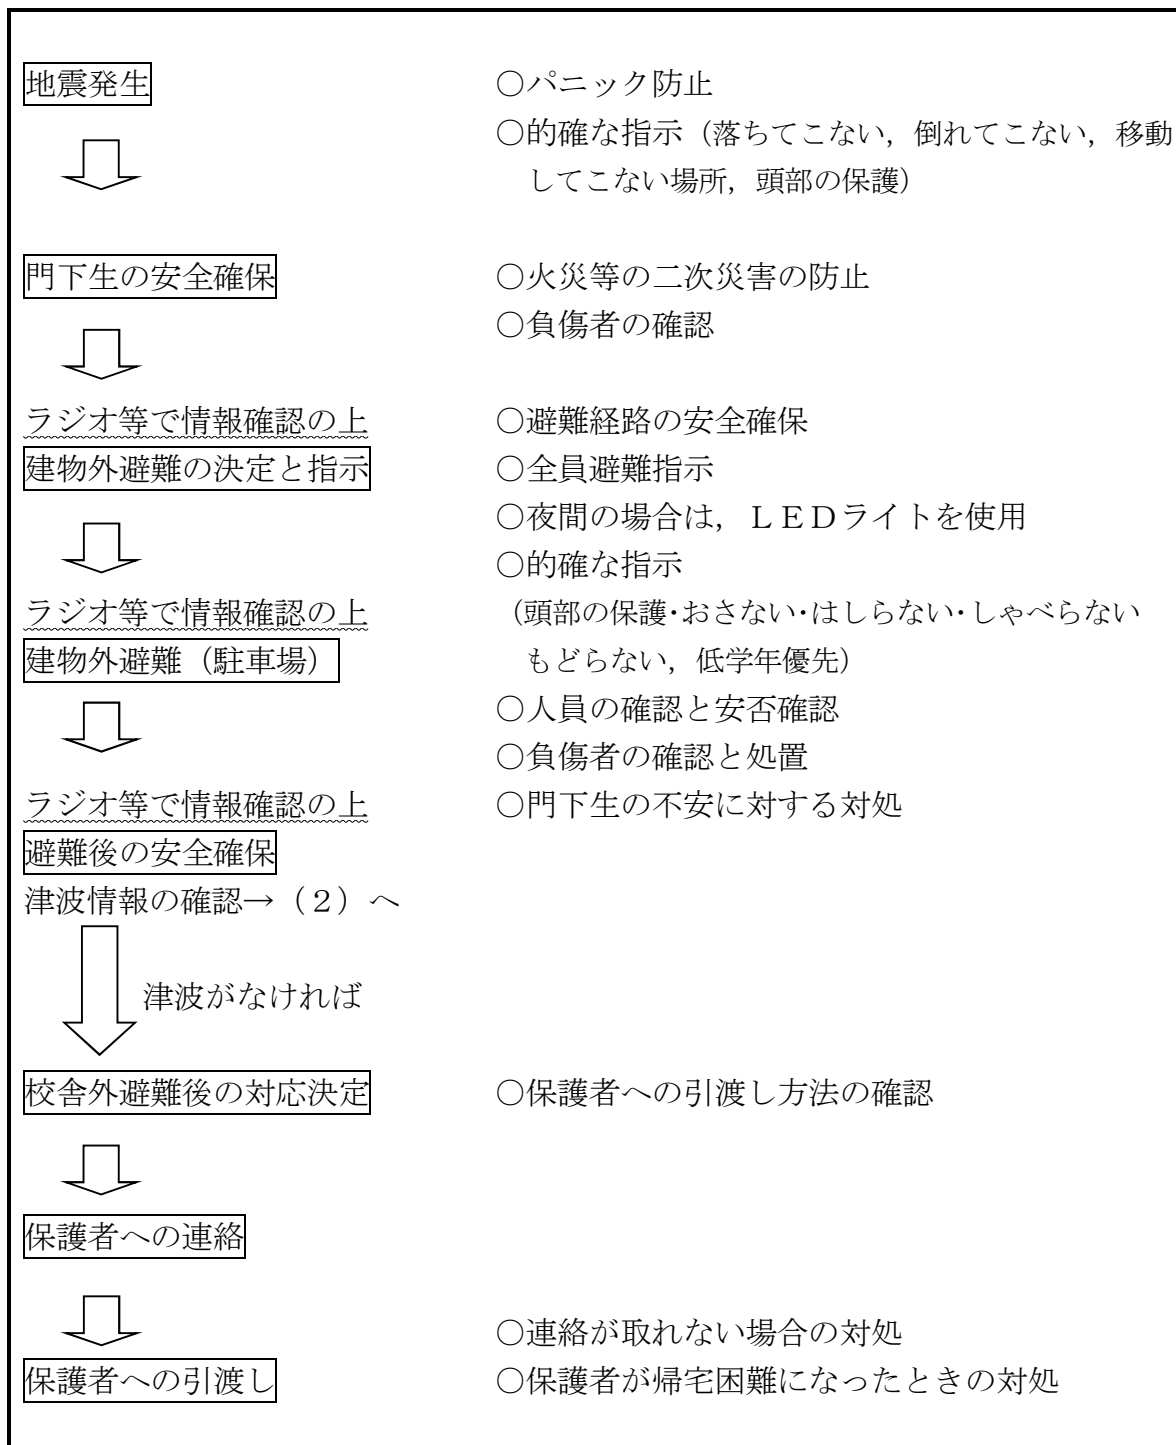 地震発生　○パニック防止
○的確な指示（落ちてこない，倒れてこない，移動
してこない場所，頭部の保護）
門下生の安全確保　○火災等の二次災害の防止
○負傷者の確認
ラジオ等で情報確認の上　○避難経路の安全確保
建物外避難の決定と指示　○全員避難指示
○夜間の場合は，ＬＥＤライトを使用
○的確な指示
ラジオ等で情報確認の上　（頭部の保護・おさない・はしらない・しゃべらない
建物外避難（駐車場）　もどらない，低学年優先）
○人員の確認と安否確認
○負傷者の確認と処置
ラジオ等で情報確認の上　○門下生の不安に対する対処
避難後の安全確保
津波情報の確認→（２）へ
津波がなければ
校舎外避難後の対応決定　○保護者への引渡し方法の確認
保護者への連絡
○連絡が取れない場合の対処
保護者への引渡し　○保護者が帰宅困難になったときの対処